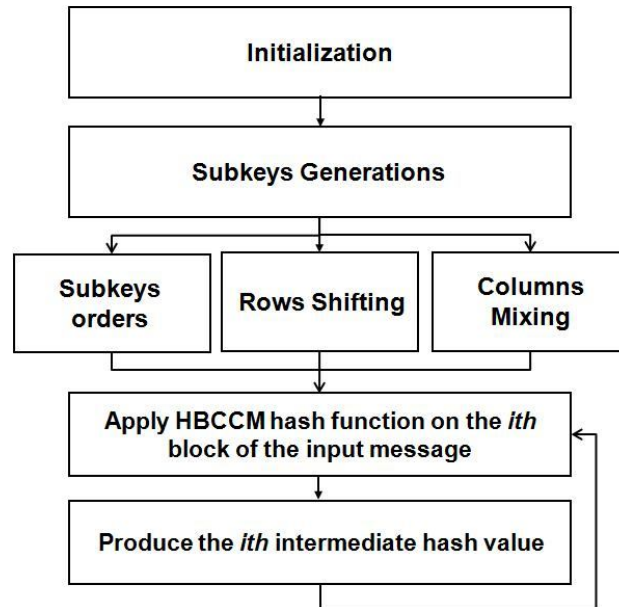 Initialization
Subkeys Generations
Subkeys
orders
Rows Shifting
Columns
Mixing
Apply HBCCM hash function on the ith
block of the input message
Produce the ith intermediate hash value